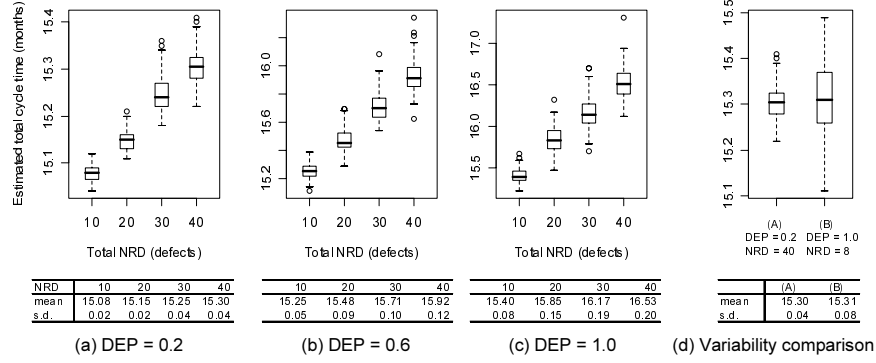 Estimated total cycle time (months)
15.1 15.2 15.3 15.4
10 20 30 40
Total NRD (defects)
15.2 15.6 16.0
10 20 30 40
Total NRD (defects)
15.5 16.0 16.5 17.0
10 20 30 40
Total NRD (defects)
15.1 15.2 15.3 15.4 15.5
(A) (B)
DEP = 0.2 DEP = 1.0
NRD = 40 NRD = 8
NRD 10 20 30 40
mean 15.08 15.15 15.25 15.30
s.d. 0.02 0.02 0.04 0.04
10 20 30 40
15.25 15.48 15.71 15.92
0.05 0.09 0.10 0.12
10 20 30 40
15.40 15.85 16.17 16.53
0.08 0.15 0.19 0.20
(A) (B)
mean 15.30 15.31
s.d. 0.04 0.08
(a) DEP = 0.2
(b) DEP = 0.6
(c) DEP = 1.0
(d) Variability comparison